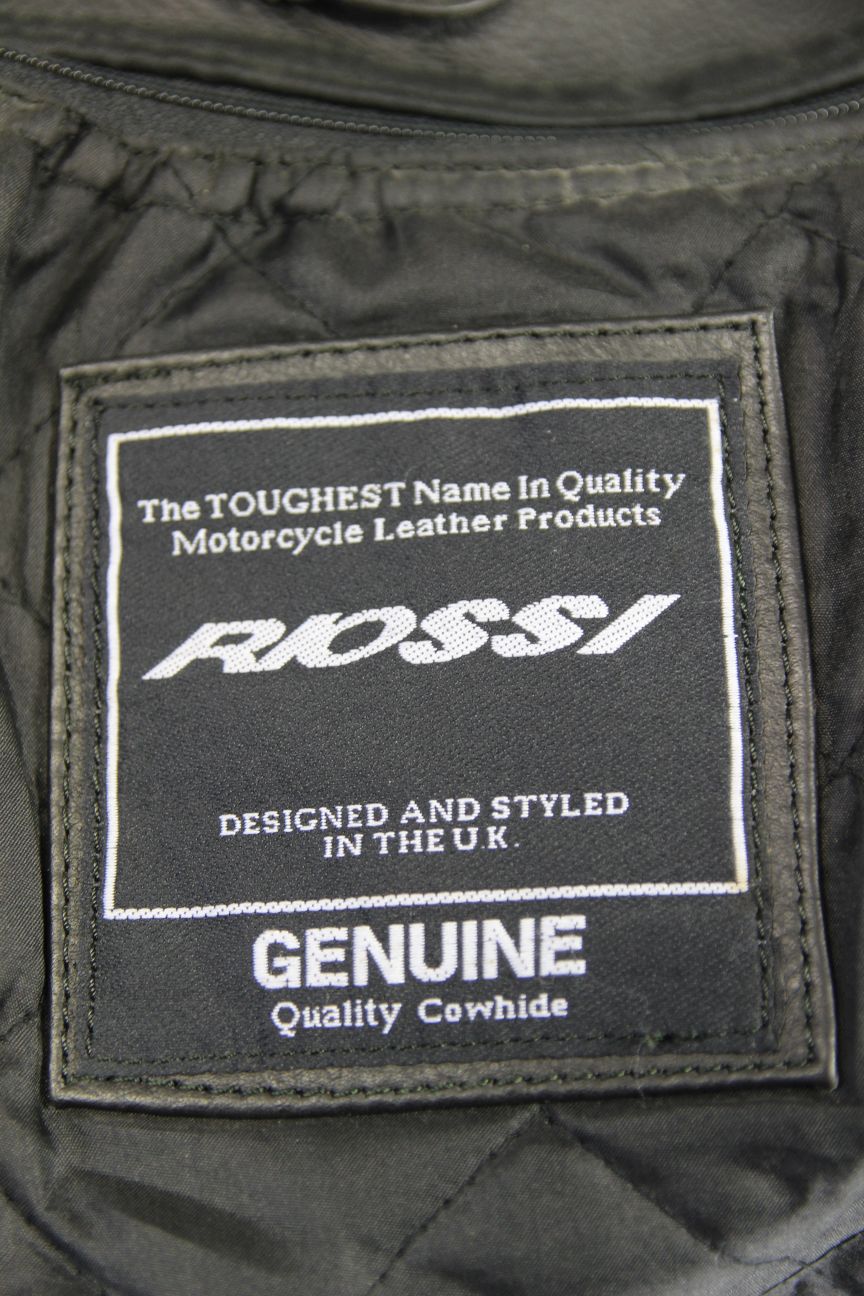 The TOUGHEST Name In Quality
Motorcycle Leather Products
RIOSSI
DESIGNED AND STYLED
IN THE U.K.
GENUINE
Quality Cowhide